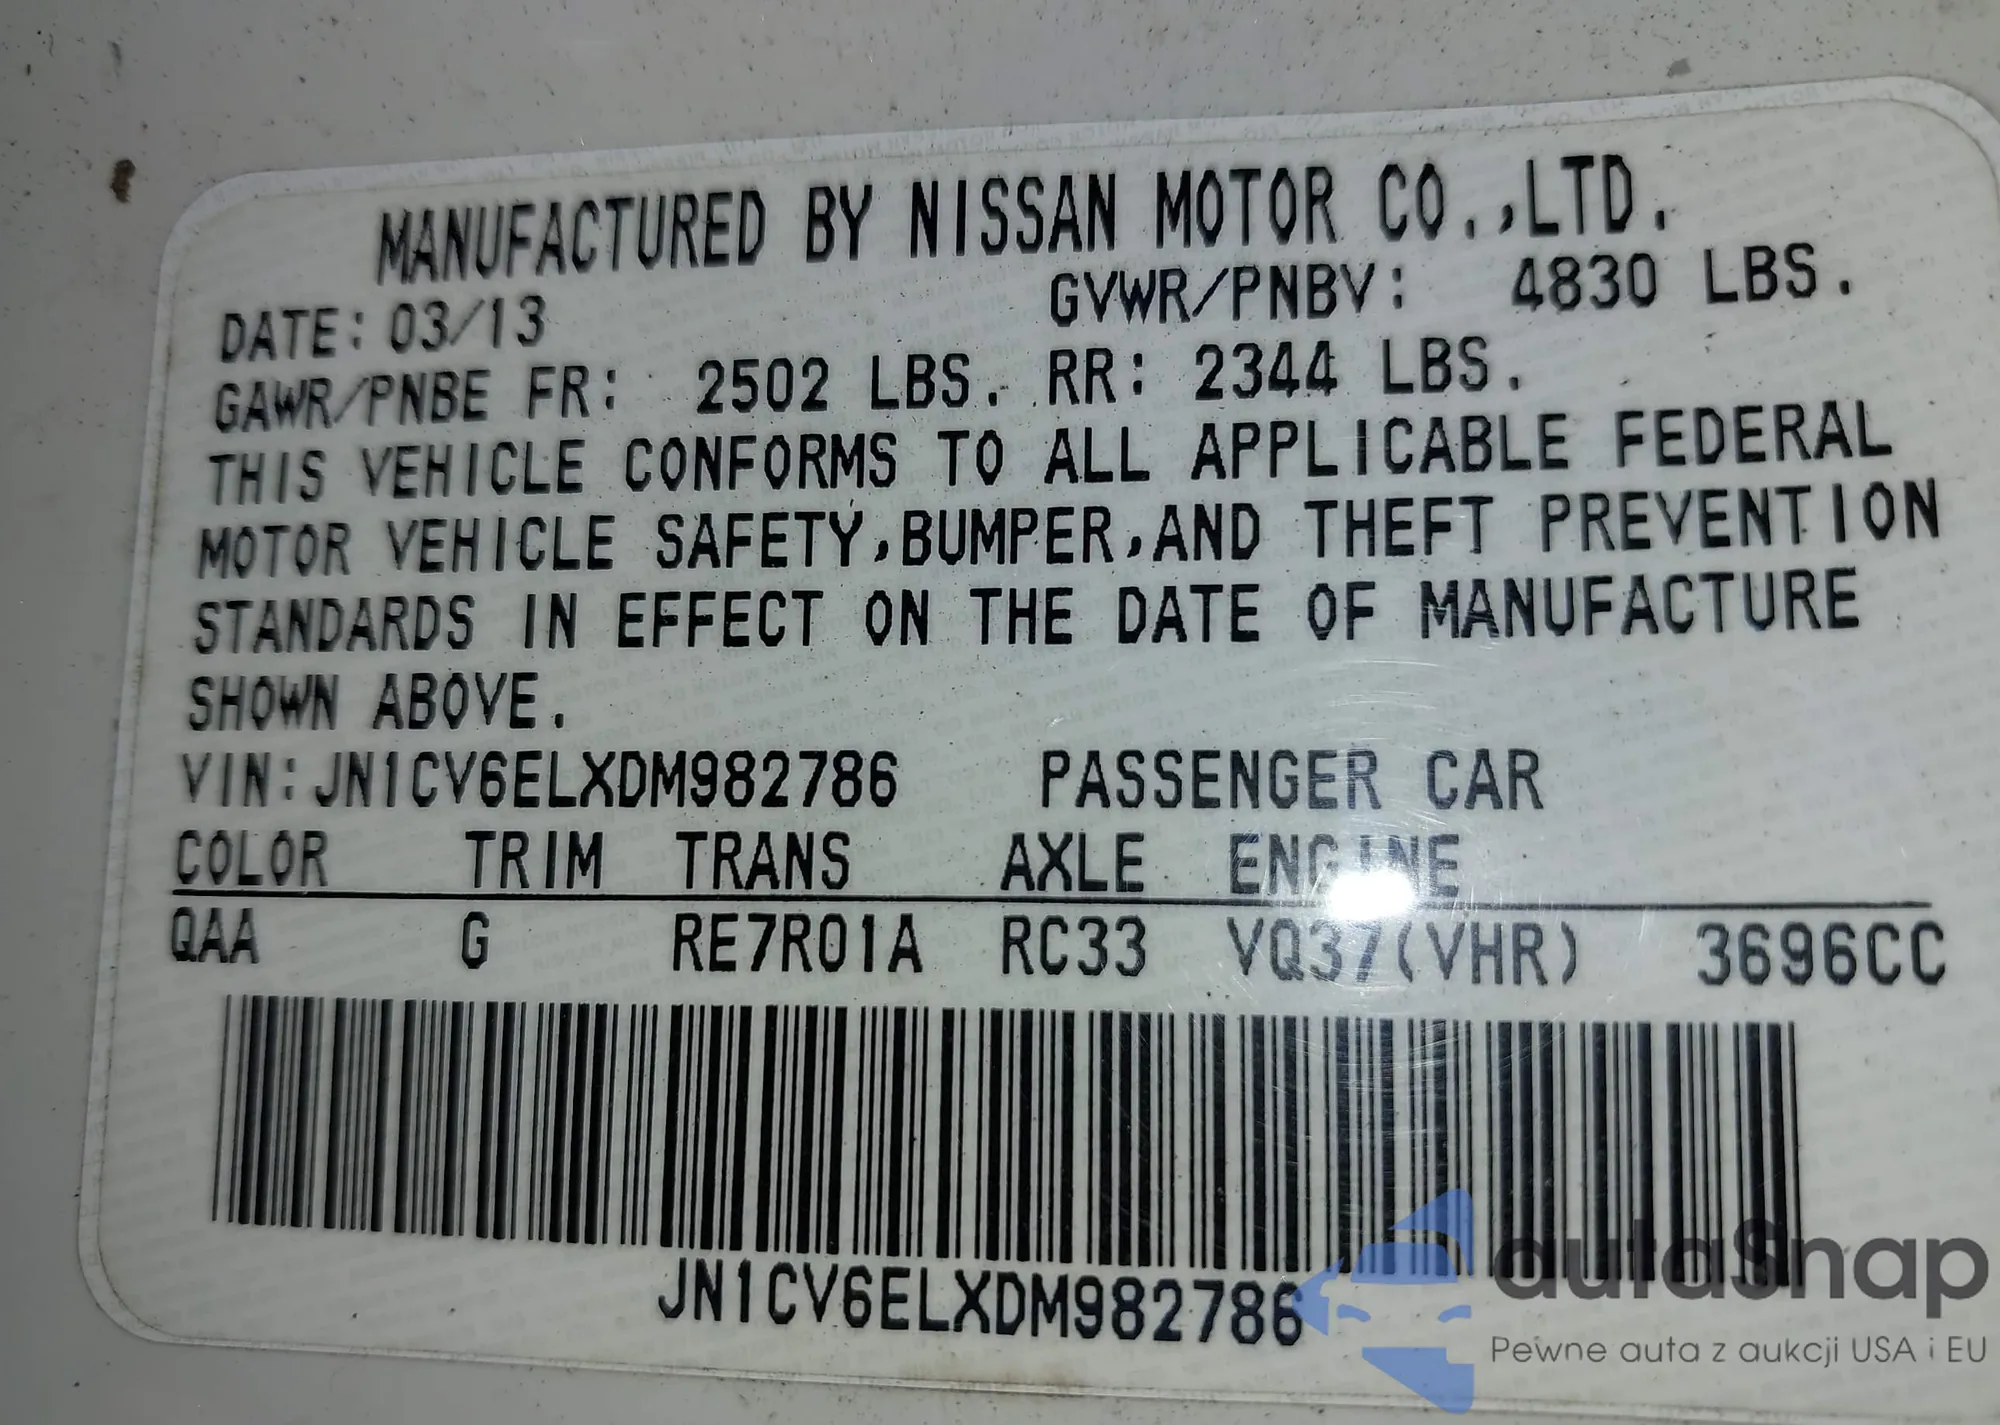 MANUFACTURED BY NISSAN MOTOR CO.,LTD.
DATE: 03/13 GVWR/PNBV: 4830 LBS.
GAWR/PNBE FR: 2502 LBS. RR: 2344 LBS.
THIS VEHICLE CONFORMS TO ALL APPLICABLE FEDERAL
MOTOR VEHICLE SAFETY,BUMPER,AND THEFT PREVENTION
STANDARDS IN EFFECT ON THE DATE OF MANUFACTURE
SHOWN ABOVE.
VIN:JN1CV6ELXDM982786 PASSENGER CAR
COLOR TRIM TRANS AXLE ENGINE
QAA G RE7R01A RC33 VQ37(VHR) 3696CC
JN1CV6ELXDM982786
autaSnap
Pewne auta z aukcji USA i EU